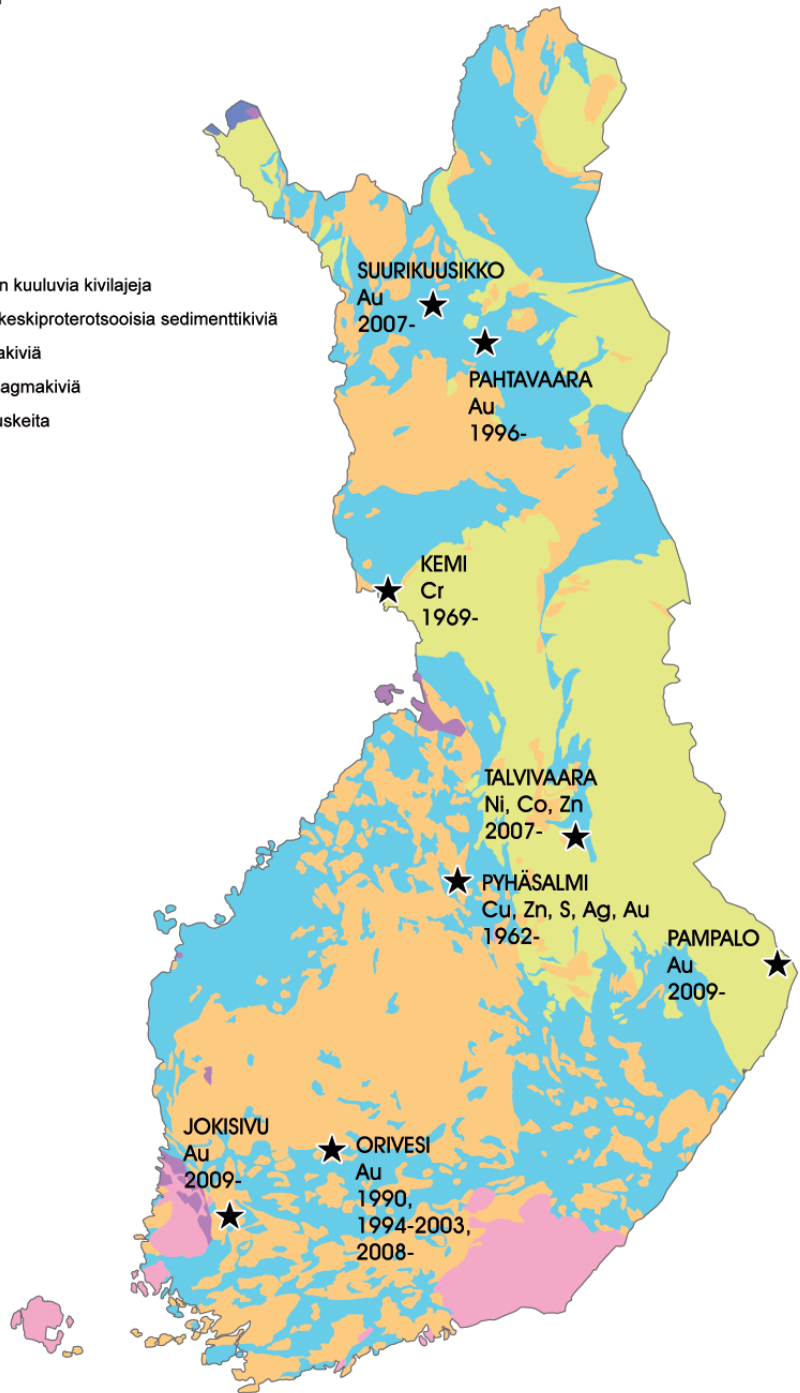 n kuuluvia kivilajeja
keskiproterotsooisia sedimenttikiviä
akiviä
agmakiviä
uskeita
SUURIKUUSIKKO
Au
2007-
PAHTAVAARA
Au
1996-
KEMI
Cr
1969-
TALVIVAARA
Ni, Co, Zn
2007-
PYHÄSALMI
Cu, Zn, S, Ag, Au
1962-
PAMPALO
Au
2009-
JOKISIVU
Au
2009-
ORIVESI
Au
1990,
1994-2003,
2008-